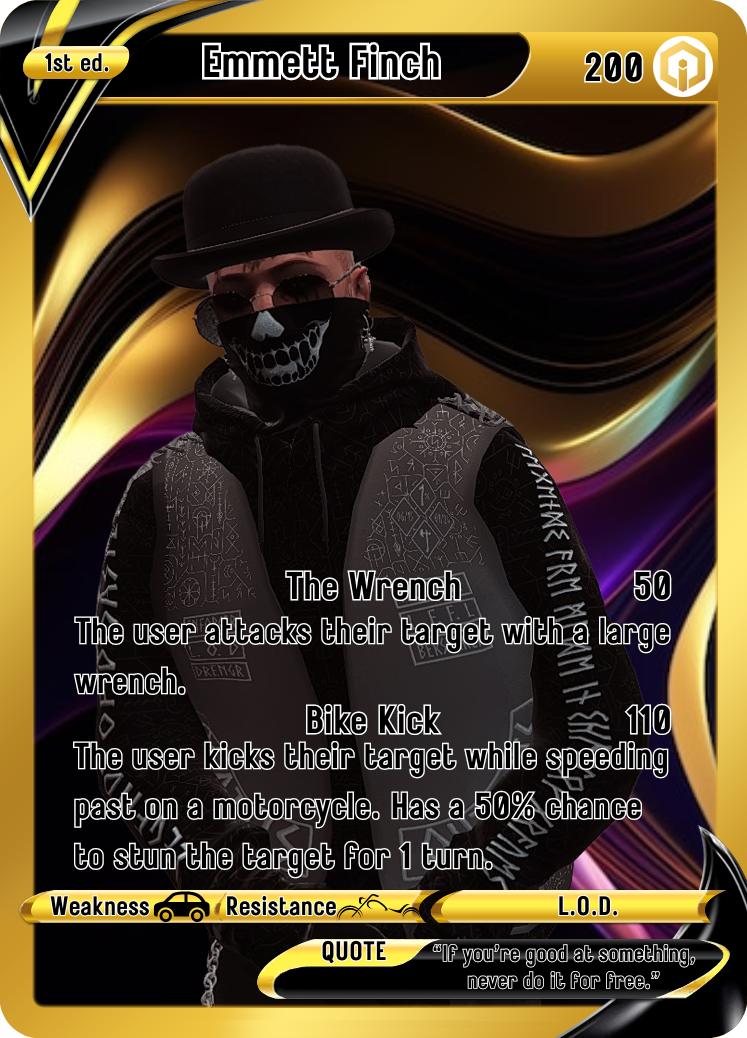 1st ed.
Emmett Finch
200
The Wrench 50
The user attacks their target with a large
wrench.
Bike Kick 110
The user kicks their target while speeding
past on a motorcycle. Has a 50% chance
to stun the target for 1 turn.
Weakness Resistance L.O.D.
QUOTE
“If you’re good at something,
never do it for free.”